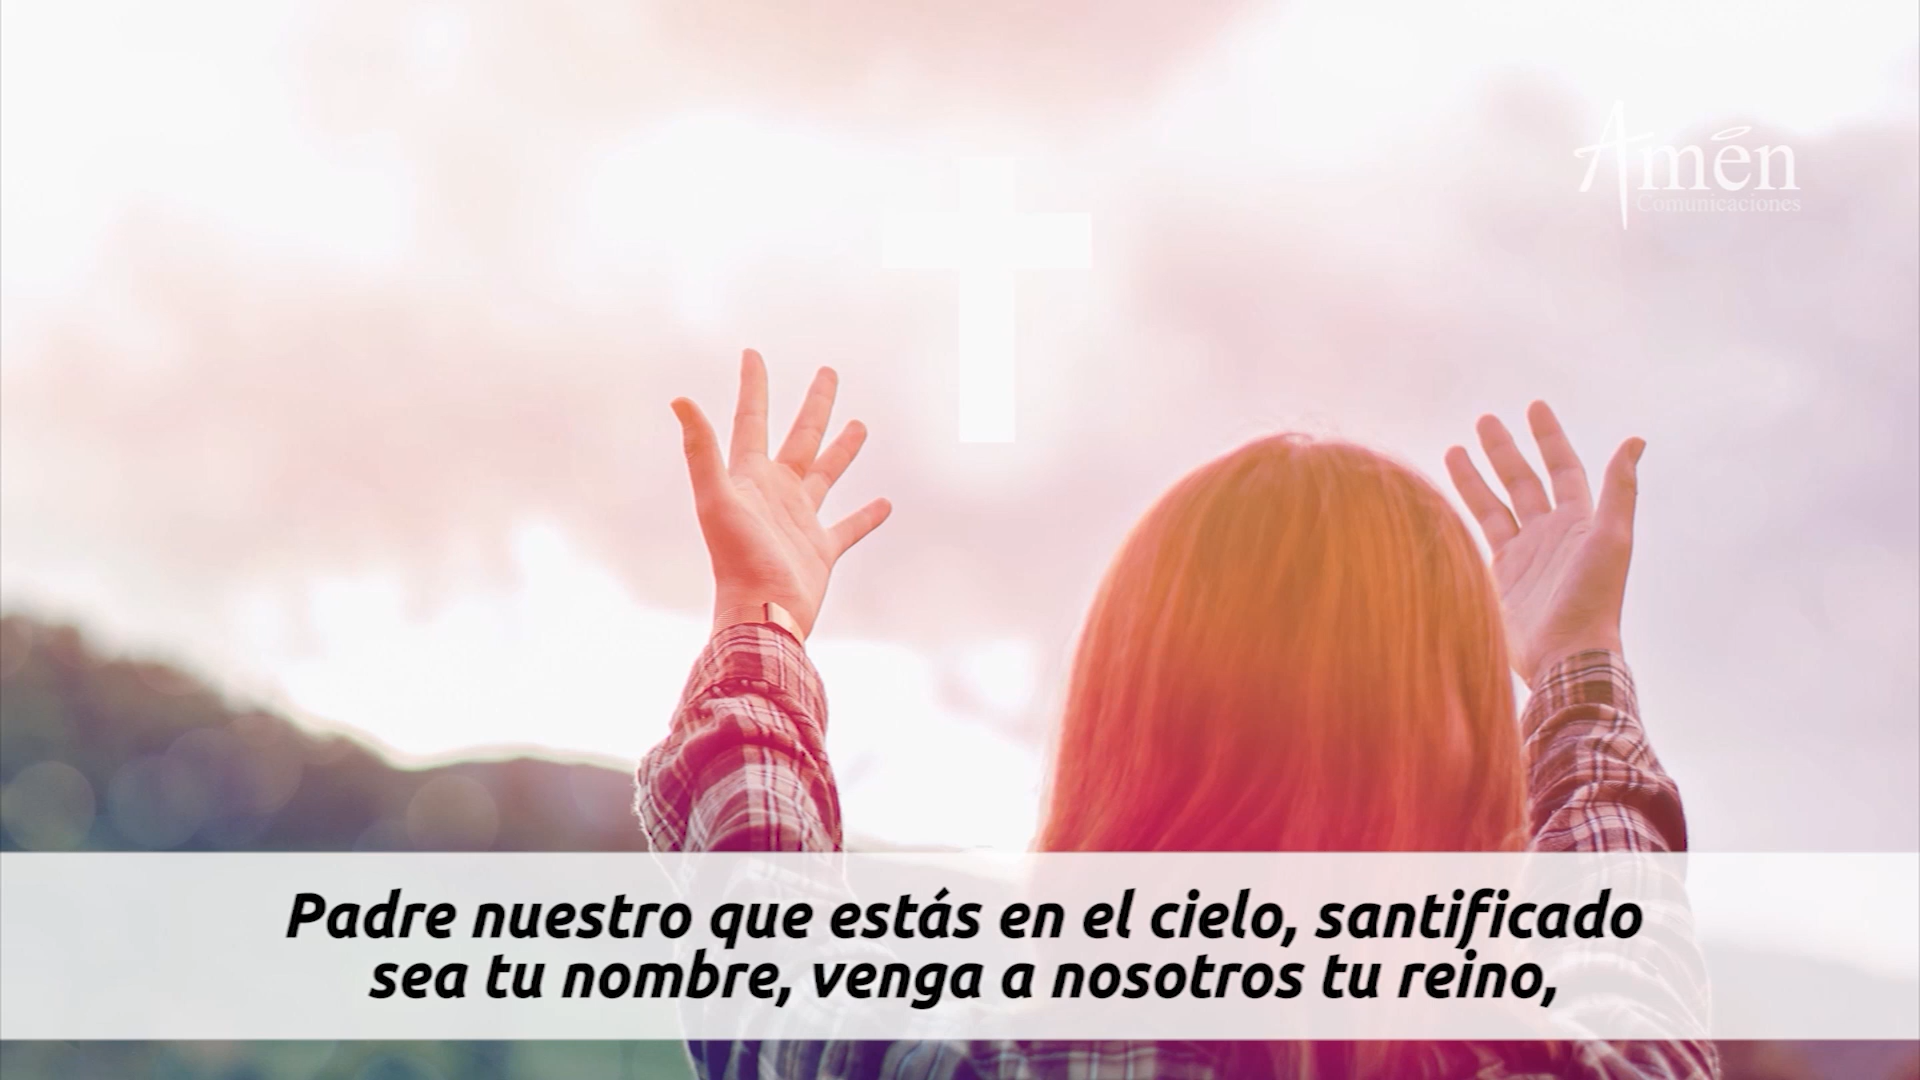 Amén
Comunicaciones
Padre nuestro que estás en el cielo, santificado
sea tu nombre, venga a nosotros tu reino,